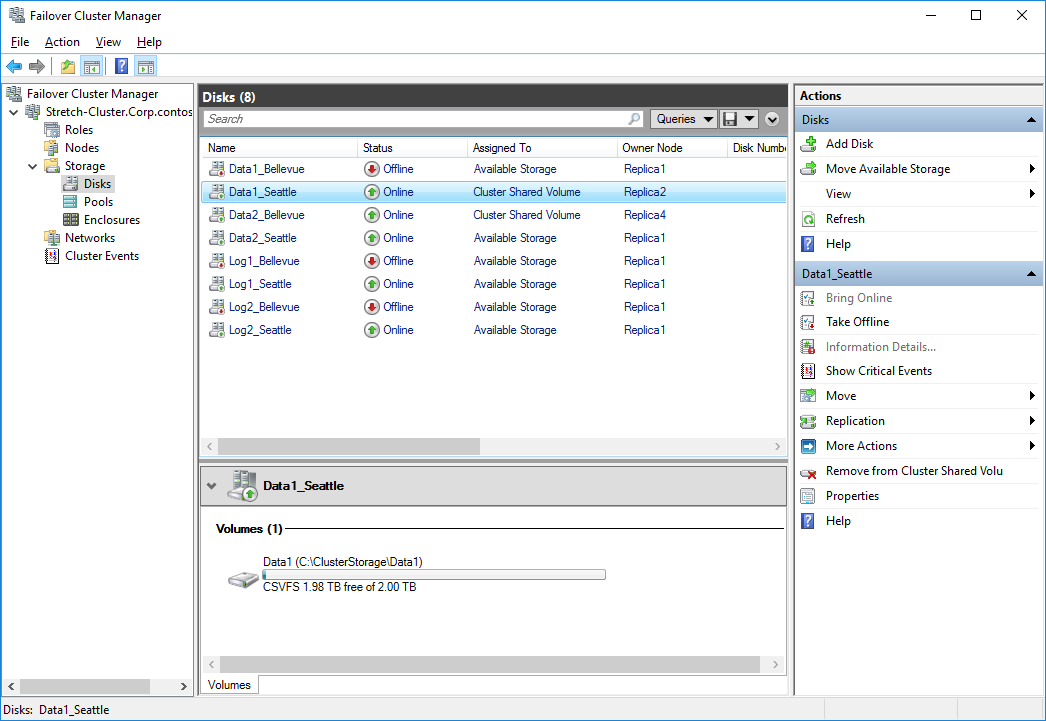 Failover Cluster Manager
File Action View Help
Failover Cluster Manager
Stretch-Cluster.Corp.contos
Roles
Nodes
Storage
Disks
Pools
Enclosures
Networks
Cluster Events
Disks (8)
Search
Queries
Name Status Assigned To Owner Node Disk Numb
Data1_Bellevue Offline Available Storage Replica1
Data1_Seattle Online Cluster Shared Volume Replica2
Data2_Bellevue Online Cluster Shared Volume Replica4
Data2_Seattle Online Available Storage Replica1
Log1_Bellevue Offline Available Storage Replica1
Log1_Seattle Online Available Storage Replica1
Log2_Bellevue Offline Available Storage Replica1
Log2_Seattle Online Available Storage Replica1
Data1_Seattle
Volumes (1)
Data1 (C:\ClusterStorage\Data1)
CSVFS 1.98 TB free of 2.00 TB
Volumes
Actions
Disks
Add Disk
Move Available Storage
View
Refresh
Help
Data1_Seattle
Bring Online
Take Offline
Information Details...
Show Critical Events
Move
Replication
More Actions
Remove from Cluster Shared Volu
Properties
Help
Disks: Data1_Seattle